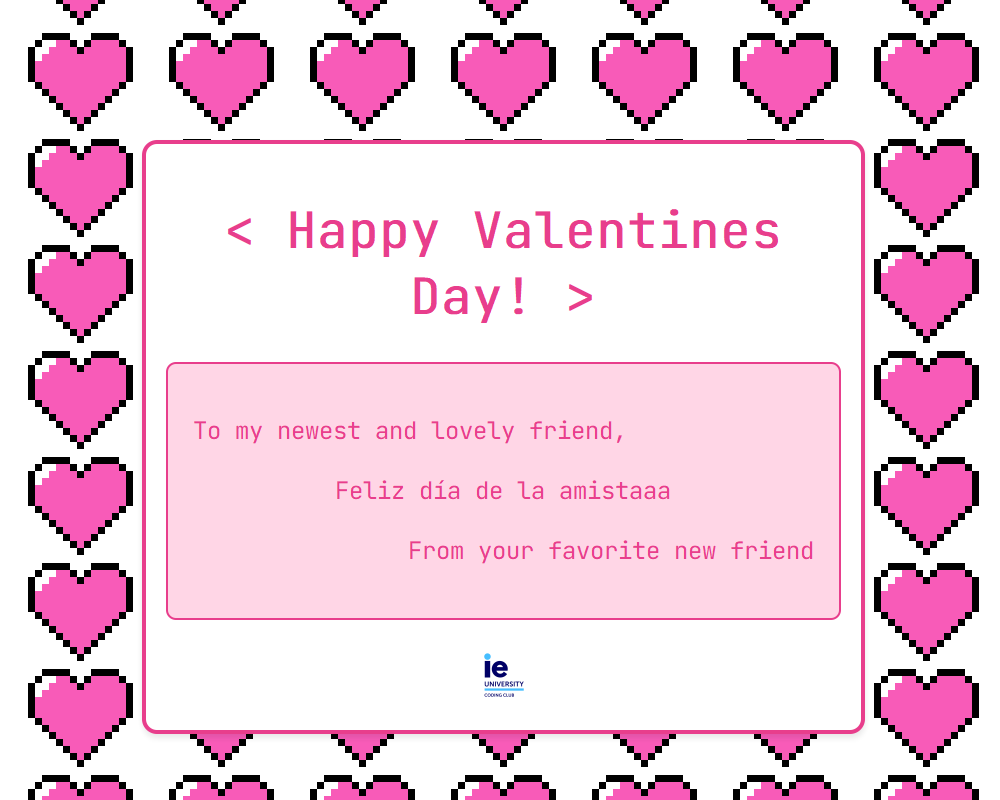 < Happy Valentines
Day! >
To my newest and lovely friend,
Feliz día de la amistaaa
From your favorite new friend
ie
UNIVERSITY
CODING CLUB